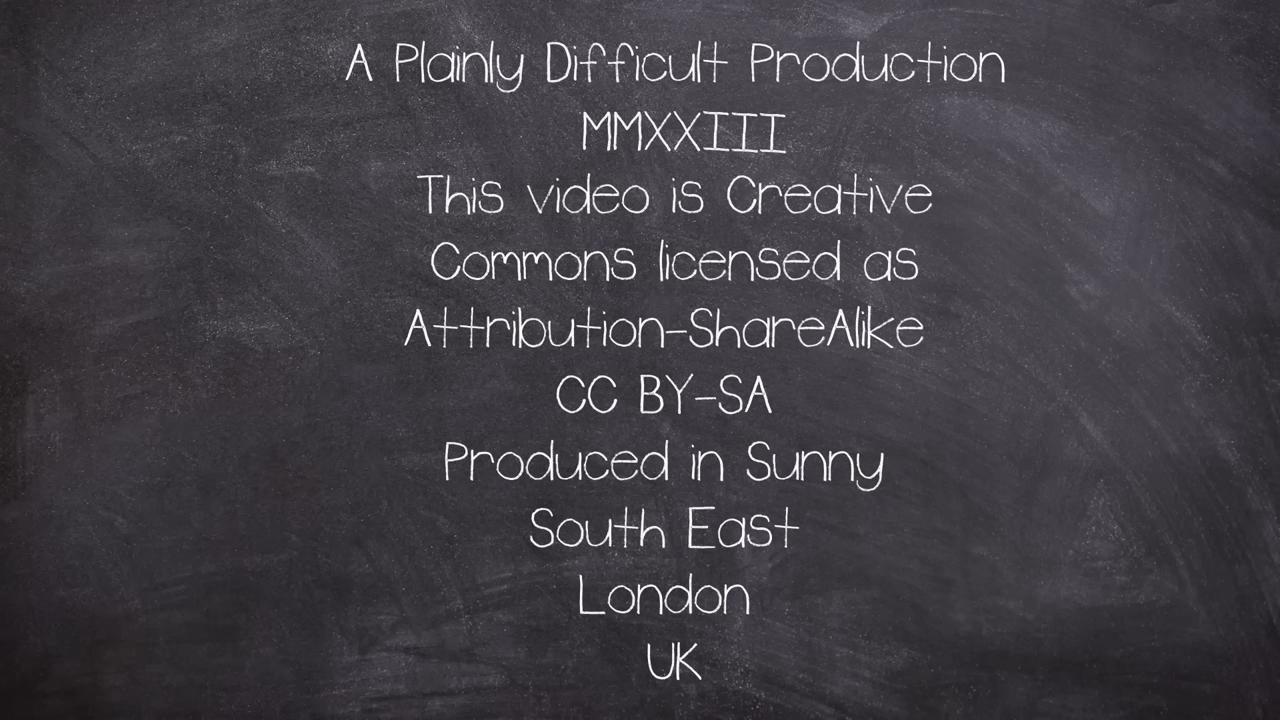 A Plainly Difficult Production
MMXXIII
This video is Creative
Commons licensed as
Attribution-ShareAlike
CC BY-SA
Produced in Sunny
South East
London
UK